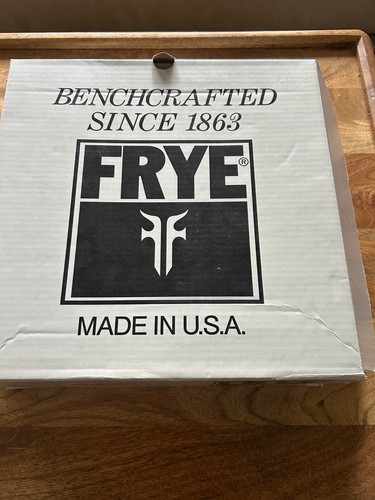 BENCHCRAFTED
SINCE 1863
FRYE®
MADE IN U.S.A.